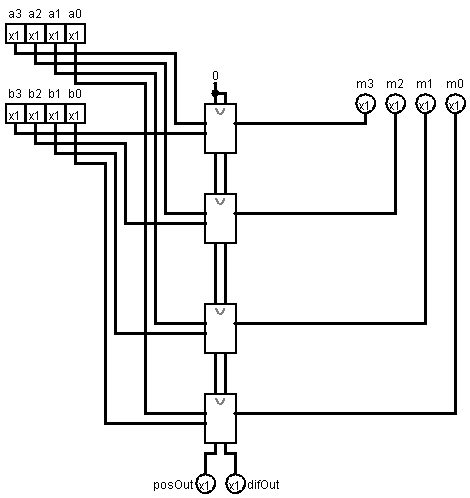 a3 a2 a1 a0
x1 x1 x1 x1
0
m3 m2 m1 m0
b3 b2 b1 b0
x1 x1 x1 x1
x1 x1 x1 x1
posOut x1 x1 difOut